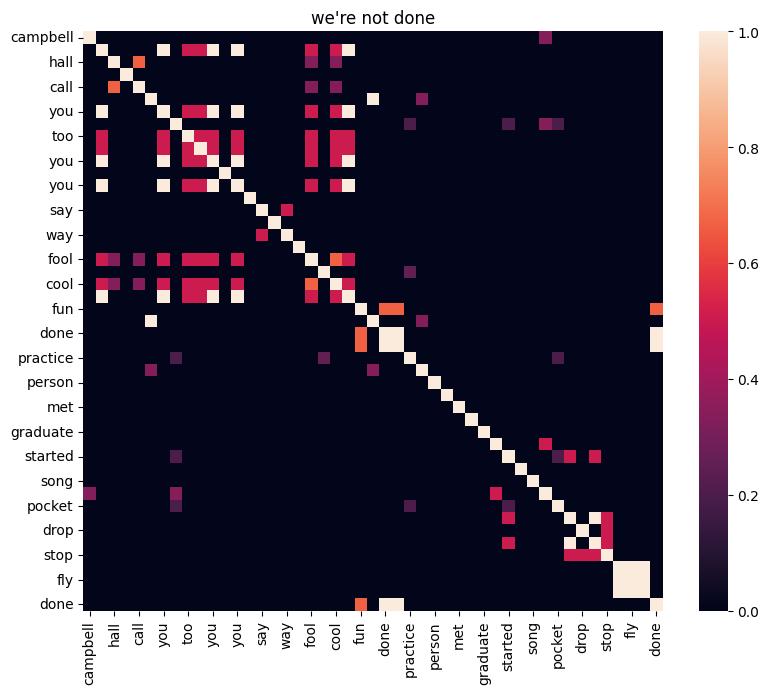 we're not done
campbell
hall
call
you
too
you
you
say
way
fool
cool
fun
done
practice
person
met
graduate
started
song
pocket
drop
stop
fly
done
1.0
0.8
0.6
0.4
0.2
0.0
campbell
hall
call
you
too
you
you
say
way
fool
cool
fun
done
practice
person
met
graduate
started
song
pocket
drop
stop
fly
done